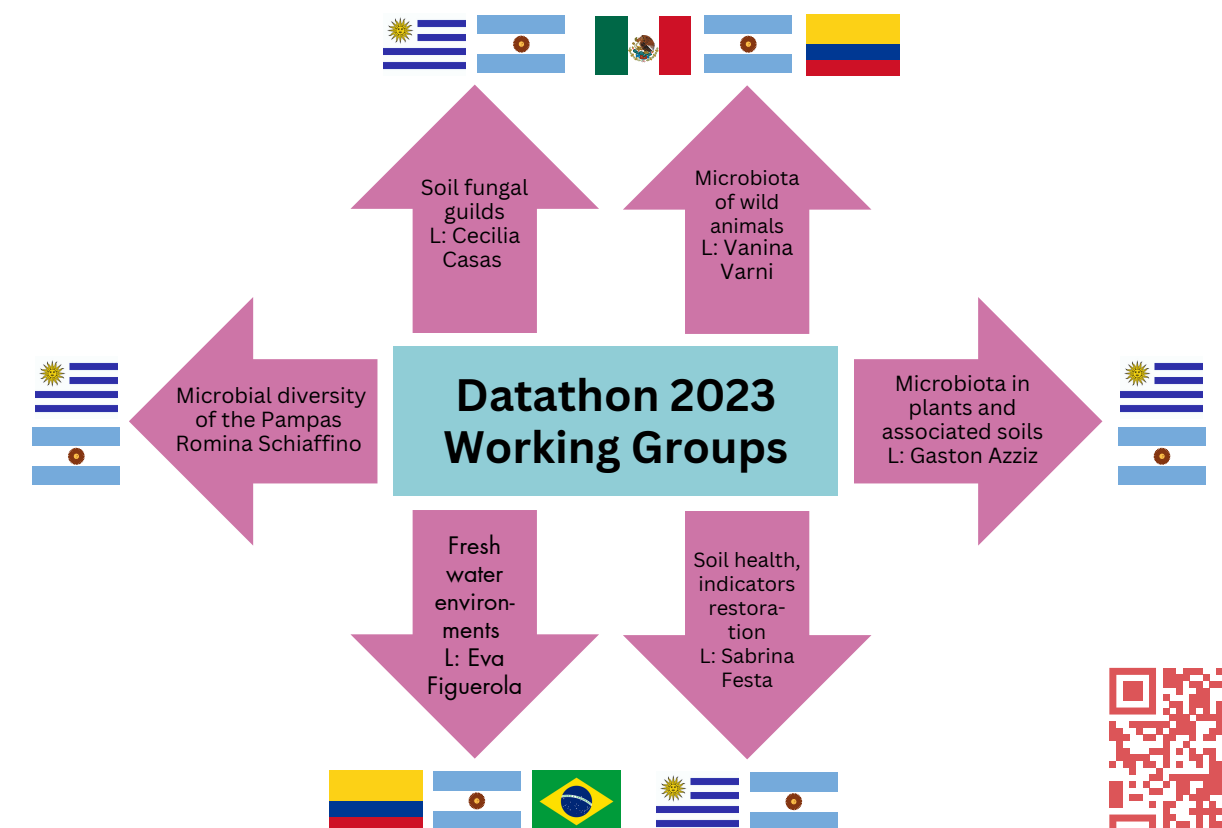 Soil fungal
guilds
L: Cecilia
Casas
Microbiota
of wild
animals
L: Vanina
Varni
Microbial diversity
of the Pampas
Romina Schiaffino
Datathon 2023
Working Groups
Microbiota in
plants and
associated soils
L: Gaston Azziz
Fresh
water
environ-
ments
L: Eva
Figuerola
Soil health,
indicators
restora-
tion
L: Sabrina
Festa